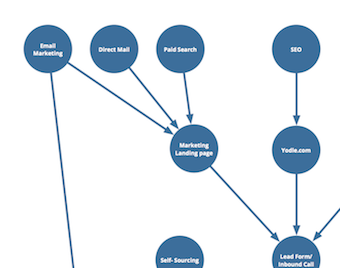 Email
Marketing
Direct Mail
Paid Search
SEO
Marketing
Landing page
Yodle.com
Self- Sourcing
Lead Form/
Inbound Call